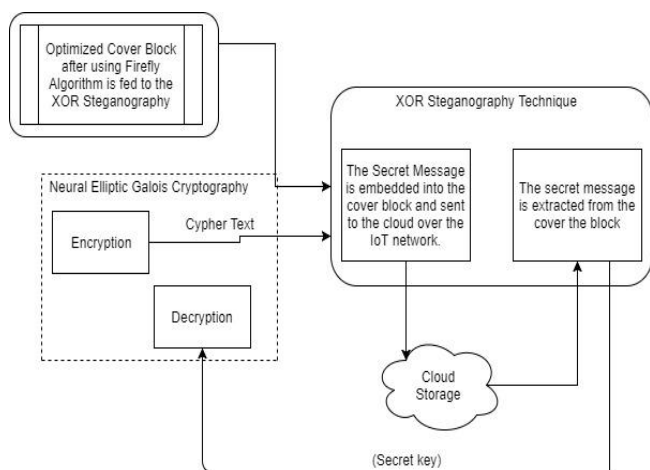 Optimized Cover Block
after using Firefly
Algorithm is fed to the
XOR Steganography
XOR Steganography Technique
Neural Elliptic Galois Cryptography
The Secret Message
is embedded into the
cover block and sent
to the cloud over the
IoT network.
The secret message
is extracted from the
cover the block
Encryption
Cypher Text
Decryption
Cloud
Storage
(Secret key)